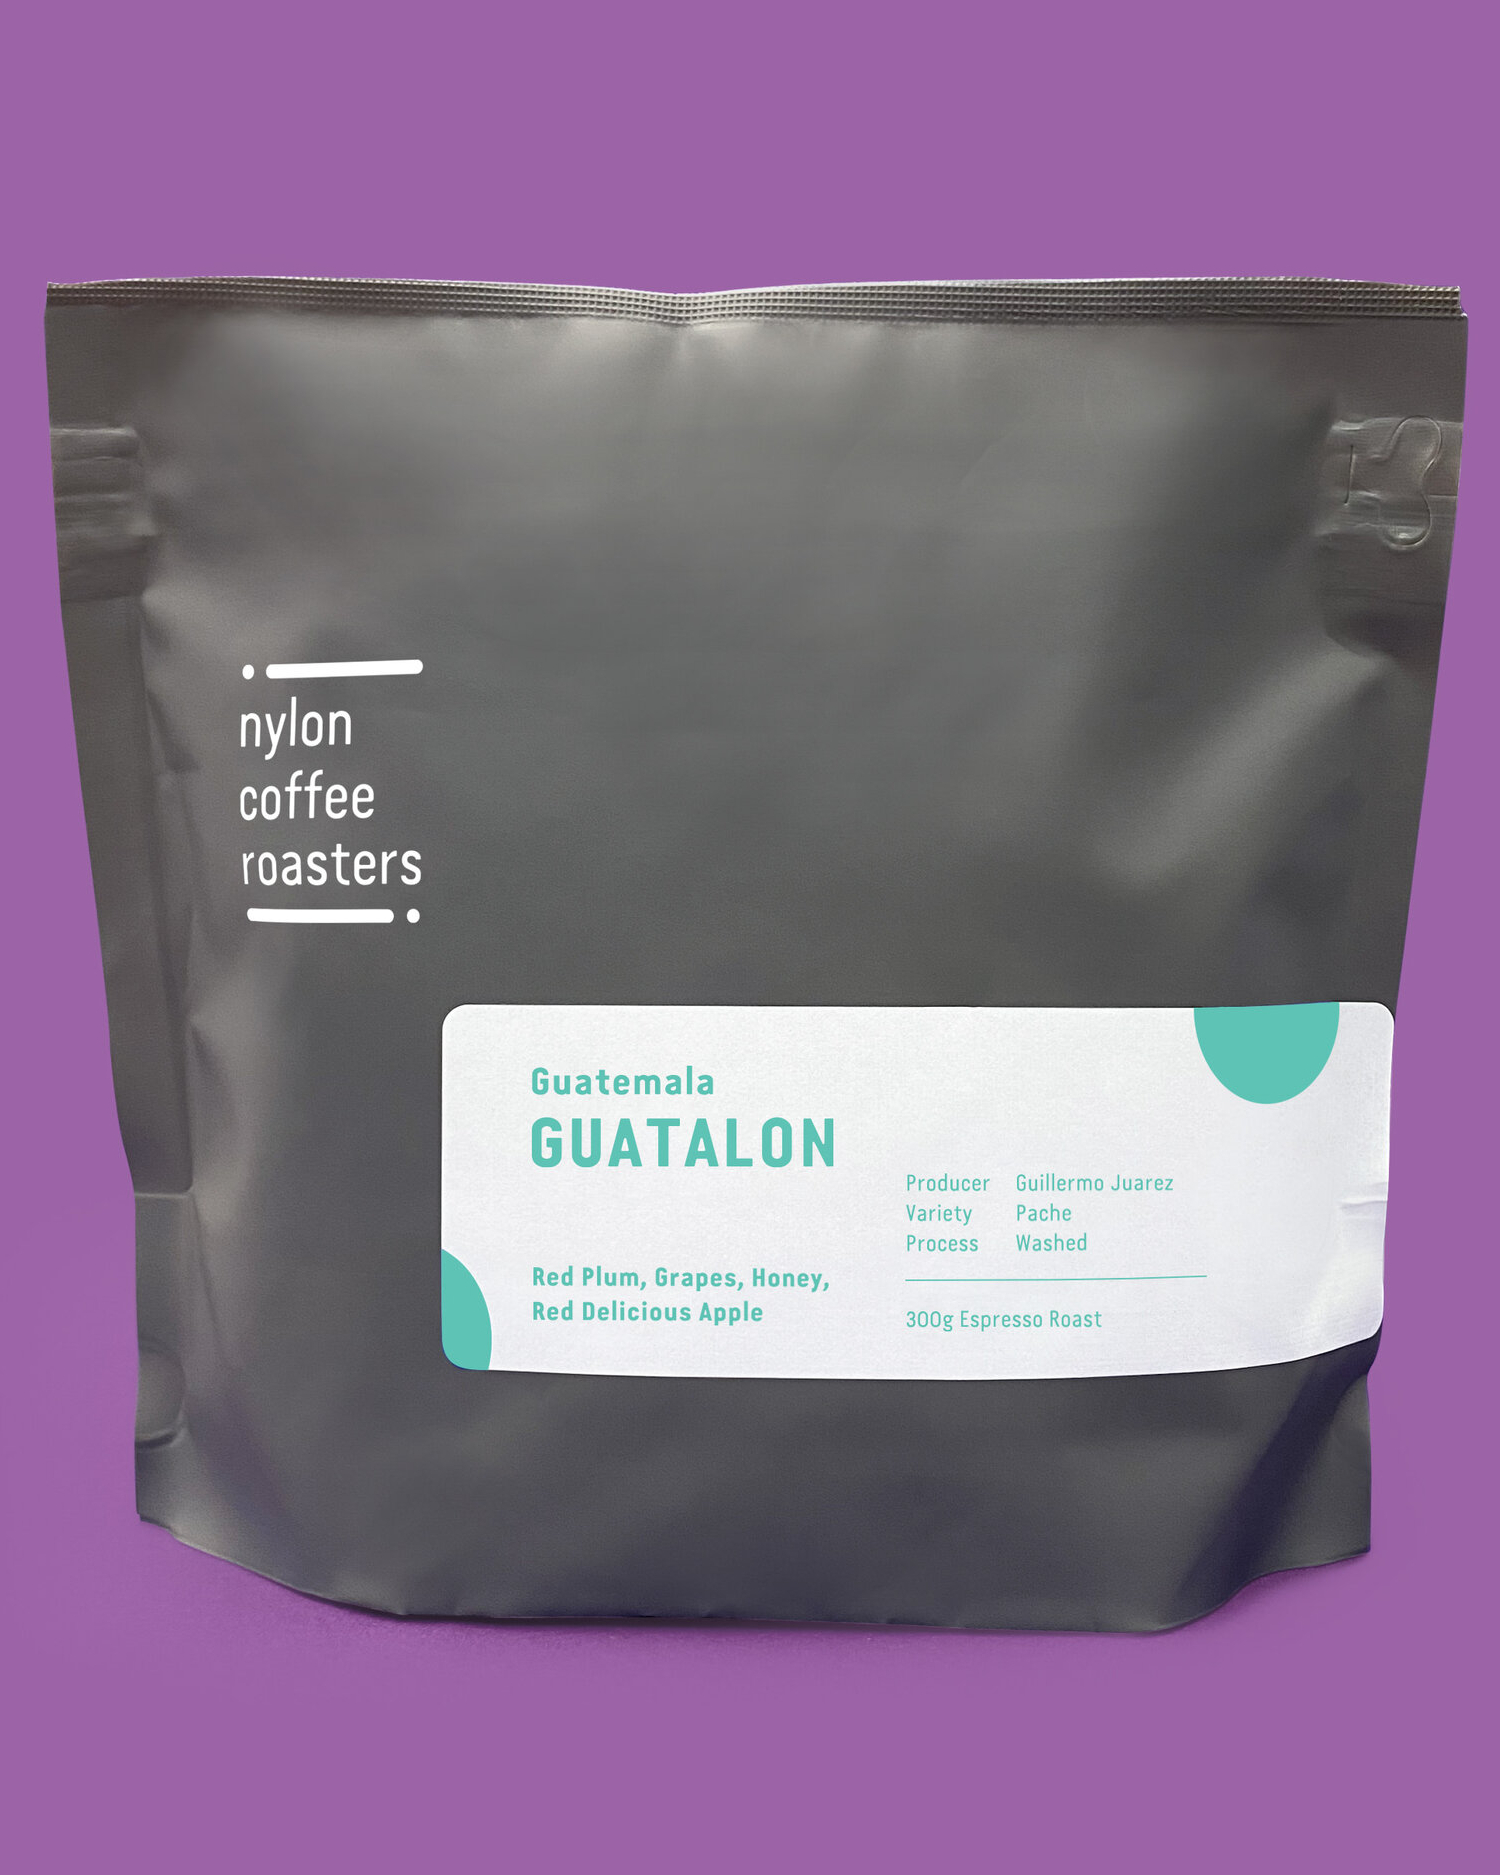 nylon
coffee
roasters
Guatemala
GUATALON
Red Plum, Grapes, Honey,
Red Delicious Apple
Producer Guillermo Juarez
Variety Pache
Process Washed
300g Espresso Roast